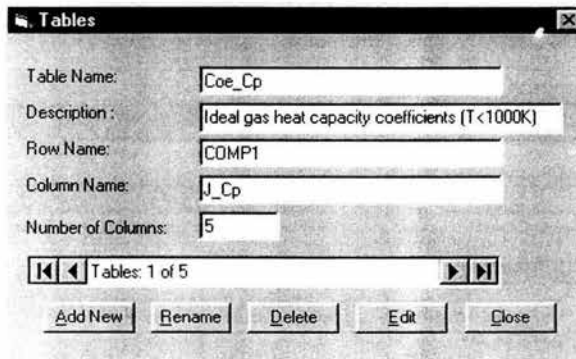 Tables
Table Name: Coe_Cp
Description : Ideal gas heat capacity coefficients (T<1000K)
Row Name: COMP1
Column Name: J_Cp
Number of Columns: 5
Tables: 1 of 5
Add New Rename Delete Edit Close